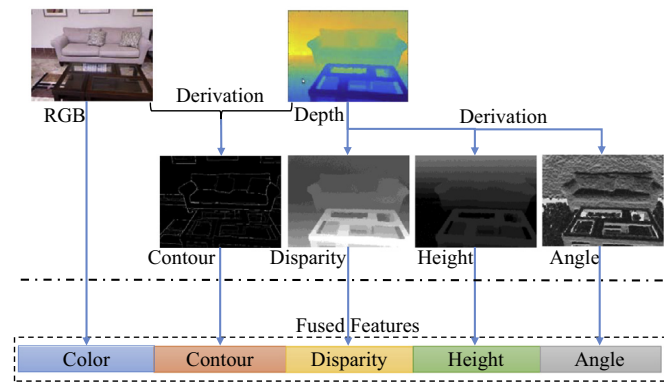 Derivation
RGB
Depth
Derivation
Contour
Disparity
Height
Angle
Fused Features
Color
Contour
Disparity
Height
Angle